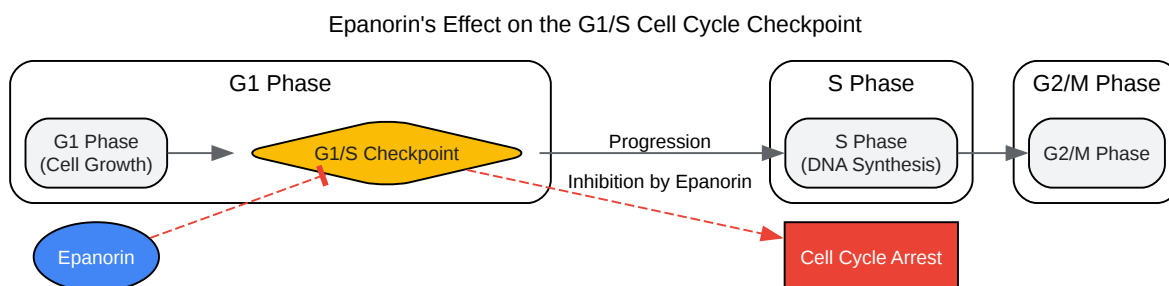 Epanorin's Effect on the G1/S Cell Cycle Checkpoint
G1 Phase
S Phase
G2/M Phase
G1 Phase
(Cell Growth)
G1/S Checkpoint
Progression
S Phase
(DNA Synthesis)
G2/M Phase
Inhibition by Epanorin
Epanorin
Cell Cycle Arrest